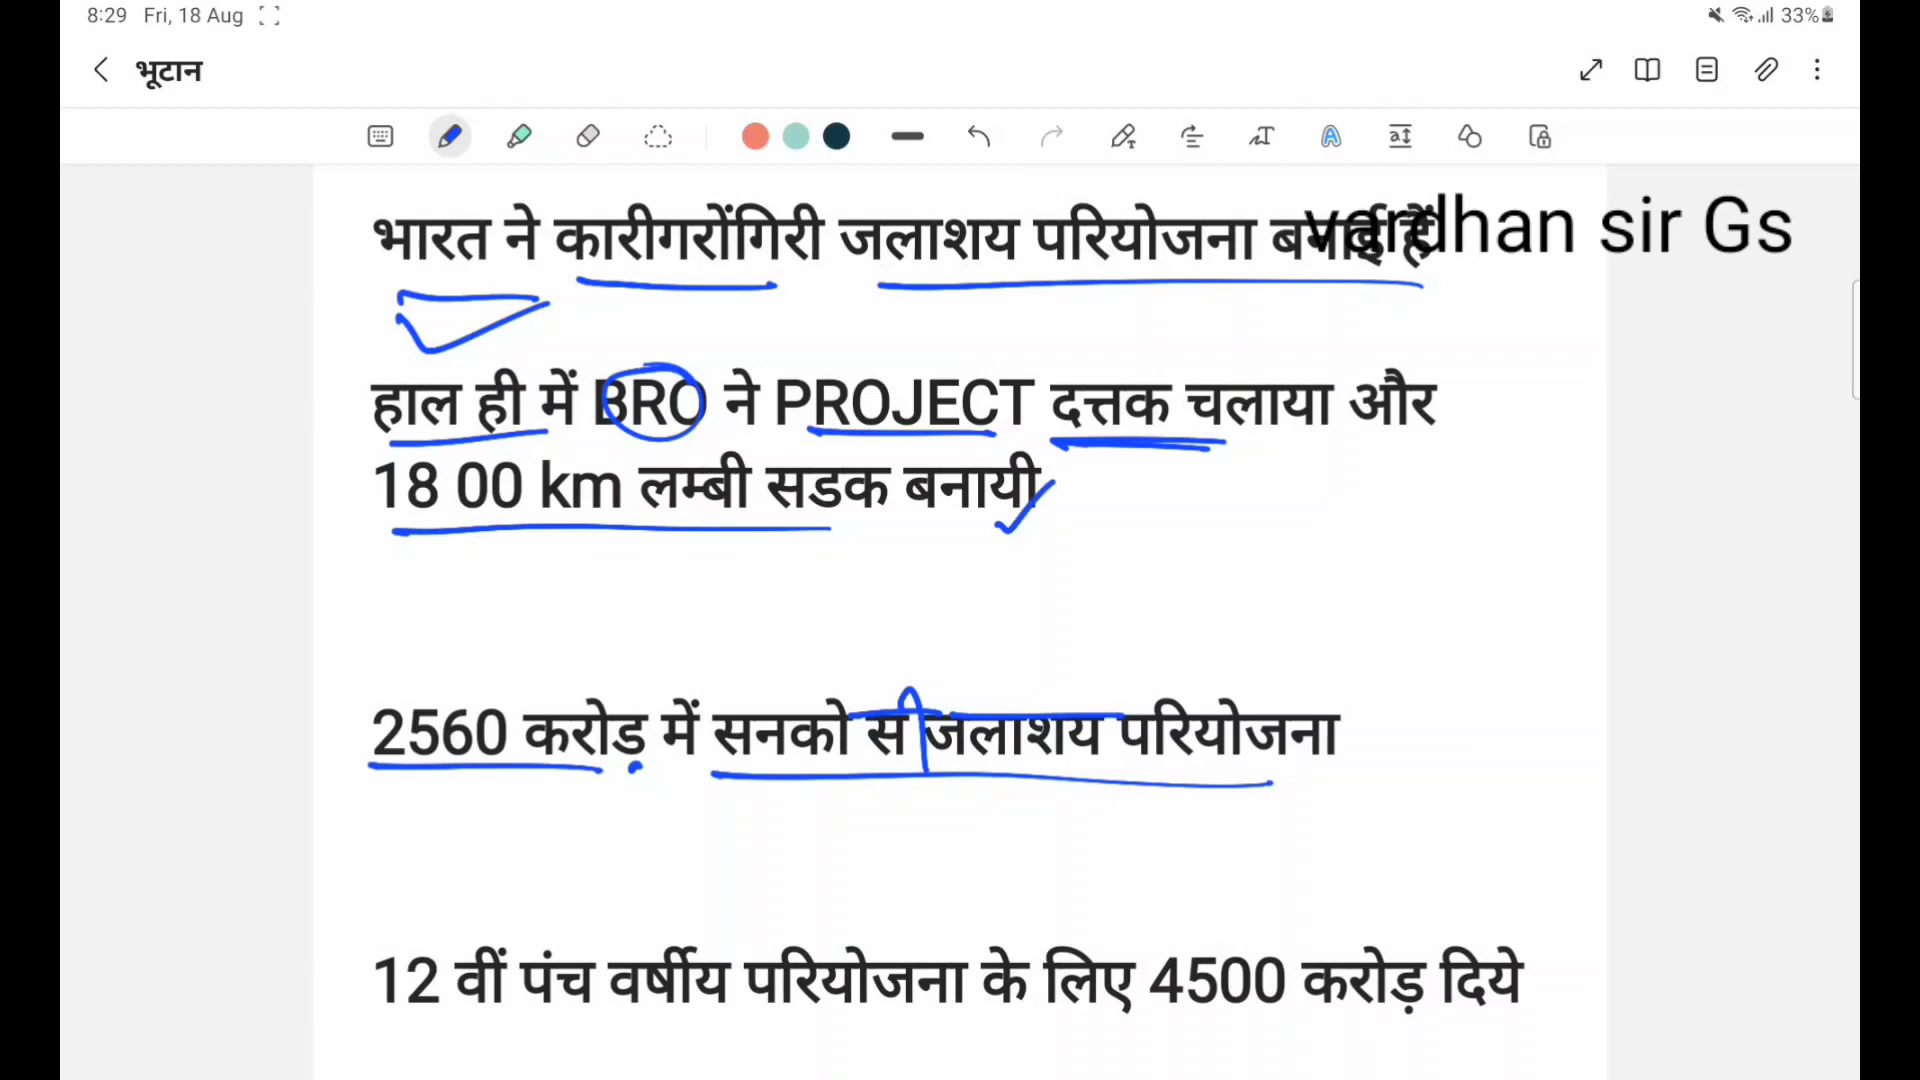 8:29 Fri, 18 Aug 33%
भूटान
vardhan sir Gs
भारत ने कारीगरोंगिरी जलाशय परियोजना बनाई हैं
हाल ही में BRO ने PROJECT दत्तक चलाया और
18 00 km लम्बी सडक बनायी
2560 करोड़ में सनको स जलाशय परियोजना
12 वीं पंच वर्षीय परियोजना के लिए 4500 करोड़ दिये